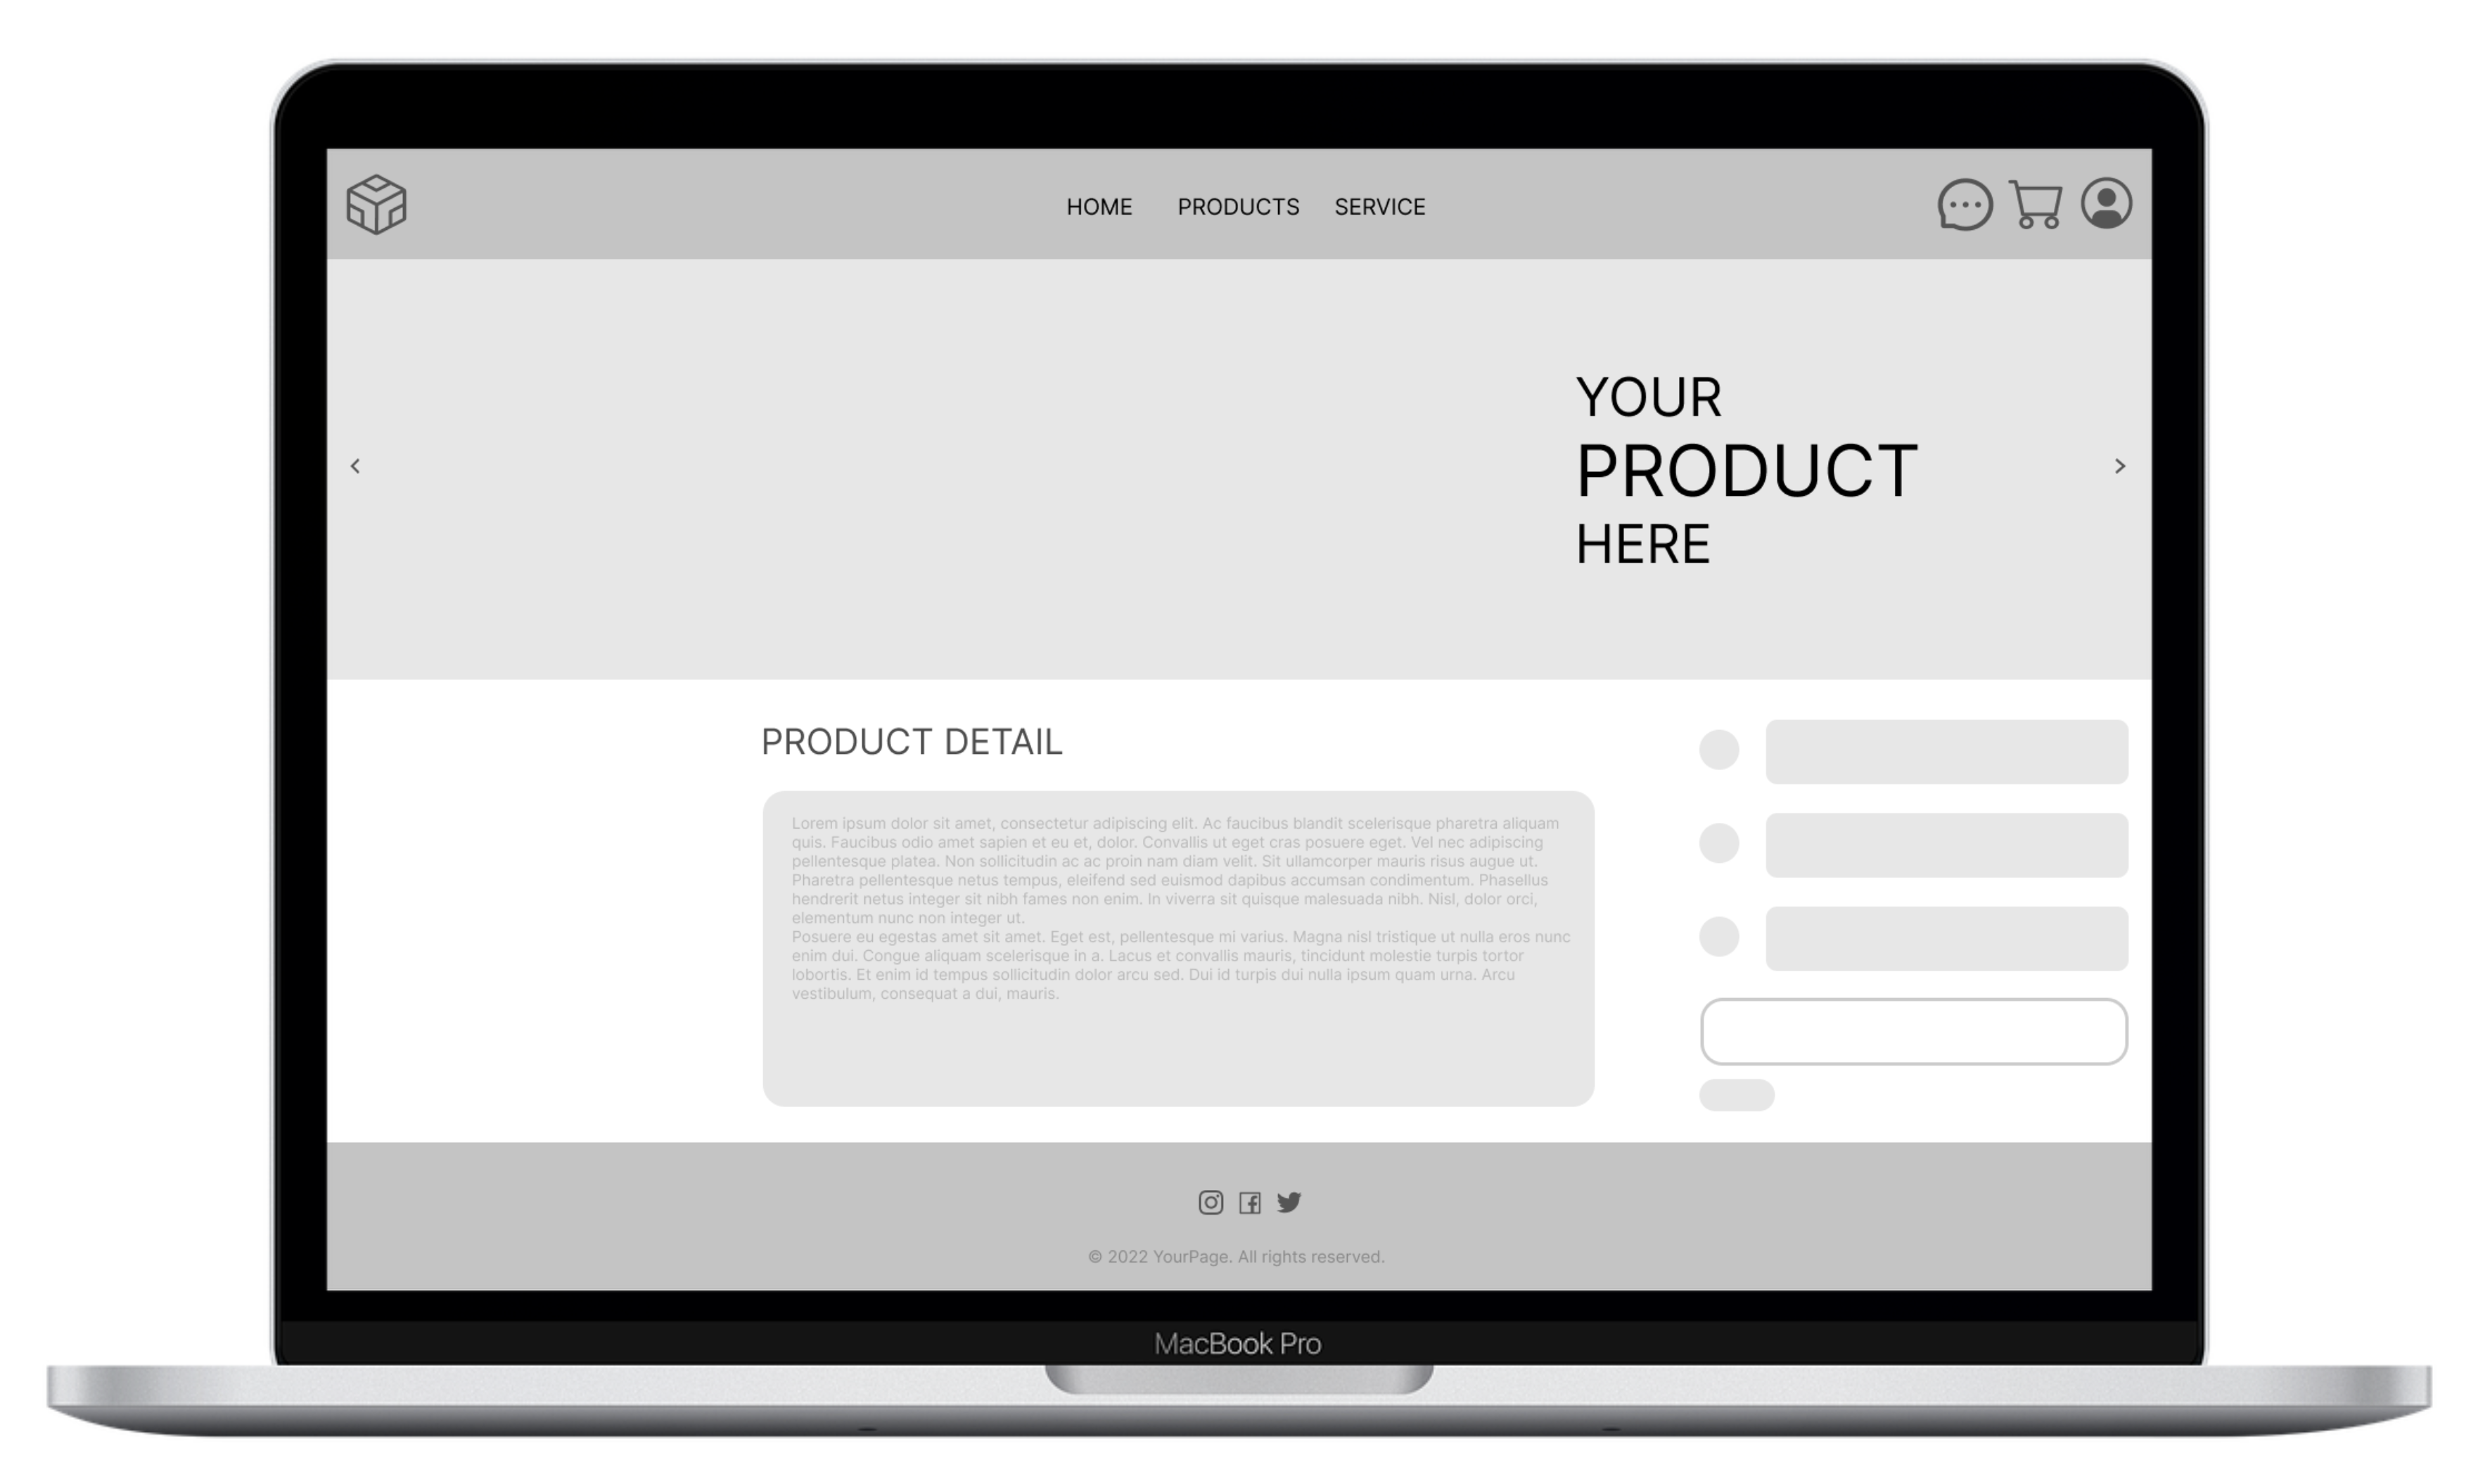 HOME PRODUCTS SERVICE
YOUR
PRODUCT
HERE
PRODUCT DETAIL
Lorem ipsum dolor sit amet, consectetur adipiscing elit. Ac faucibus blandit scelerisque pharetra aliquam
quis. Faucibus odio amet sapien et eu et, dolor. Convallis ut eget cras posuere eget. Vel nec adipiscing
pellentesque platea. Non sollicitudin ac ac proin nam diam velit. Sit ullamcorper mauris risus augue ut.
Pharetra pellentesque netus tempus, eleifend sed euismod dapibus accumsan condimentum. Phasellus
hendrerit netus integer sit nibh fames non enim. In viverra sit quisque malesuada nibh. Nisl, dolor orci,
elementum nunc non integer ut.
Posuere eu egestas amet sit amet. Eget est, pellentesque mi varius. Magna nisl tristique ut nulla eros nunc
enim dui. Congue aliquam scelerisque in a. Lacus et convallis mauris, tincidunt molestie turpis tortor
lobortis. Et enim id tempus sollicitudin dolor arcu sed. Dui id turpis dui nulla ipsum quam urna. Arcu
vestibulum, consequat a dui, mauris.
© 2022 YourPage. All rights reserved.
MacBook Pro